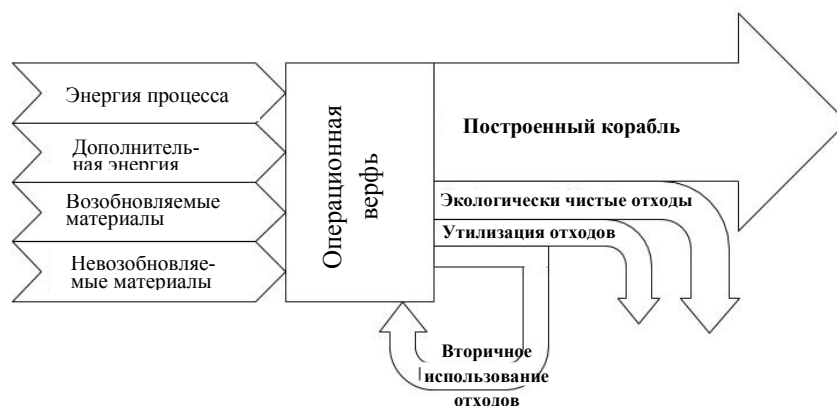 Энергия процесса
Дополнитель-
ная энергия
Возобновляемые
материалы
Невозобновляе-
мые материалы
Операционная
верфь
Построенный корабль
Экологически чистые отходы
Утилизация отходов
Вторичное
использование
отходов